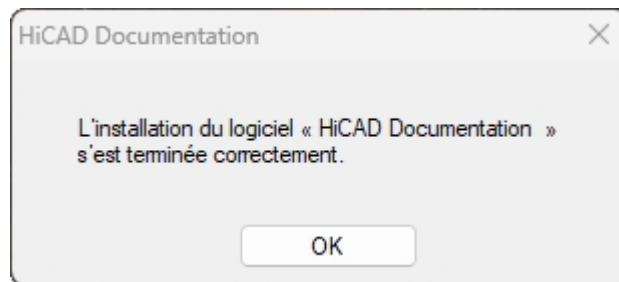 HiCAD Documentation
L'installation du logiciel « HiCAD Documentation  »
s'est terminée correctement.
OK